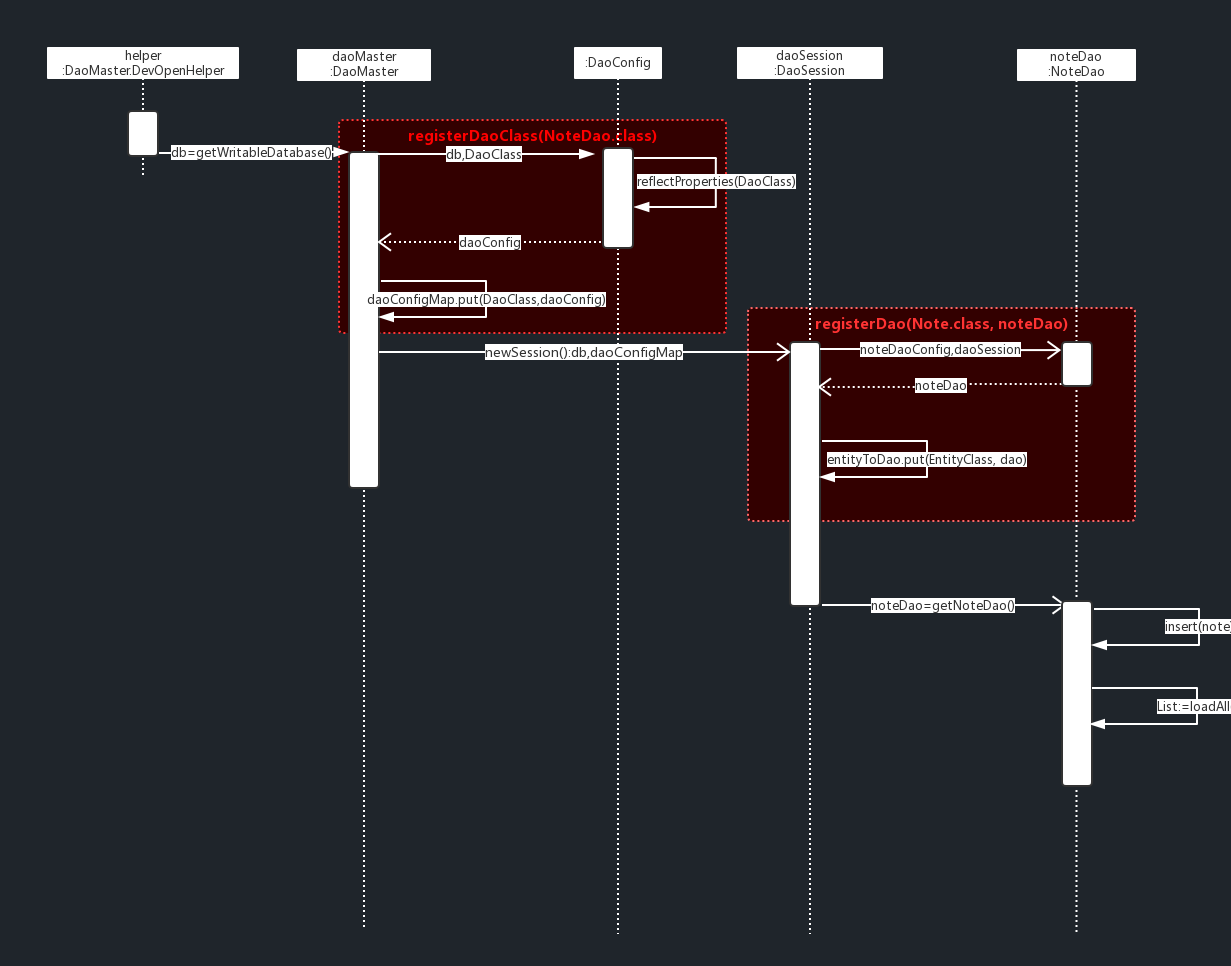 helper
:DaoMaster.DevOpenHelper
daoMaster
:DaoMaster
:DaoConfig
daoSession
:DaoSession
noteDao
:NoteDao
registerDaoClass(NoteDao.class)
db=getWritableDatabase()
db,DaoClass
reflectProperties(DaoClass)
daoConfig
daoConfigMap.put(DaoClass,daoConfig)
registerDao(Note.class, noteDao)
newSession():db,daoConfigMap
noteDaoConfig,daoSession
noteDao
entityToDao.put(EntityClass, dao)
noteDao=getNoteDao()
insert(note)
List:=loadAll